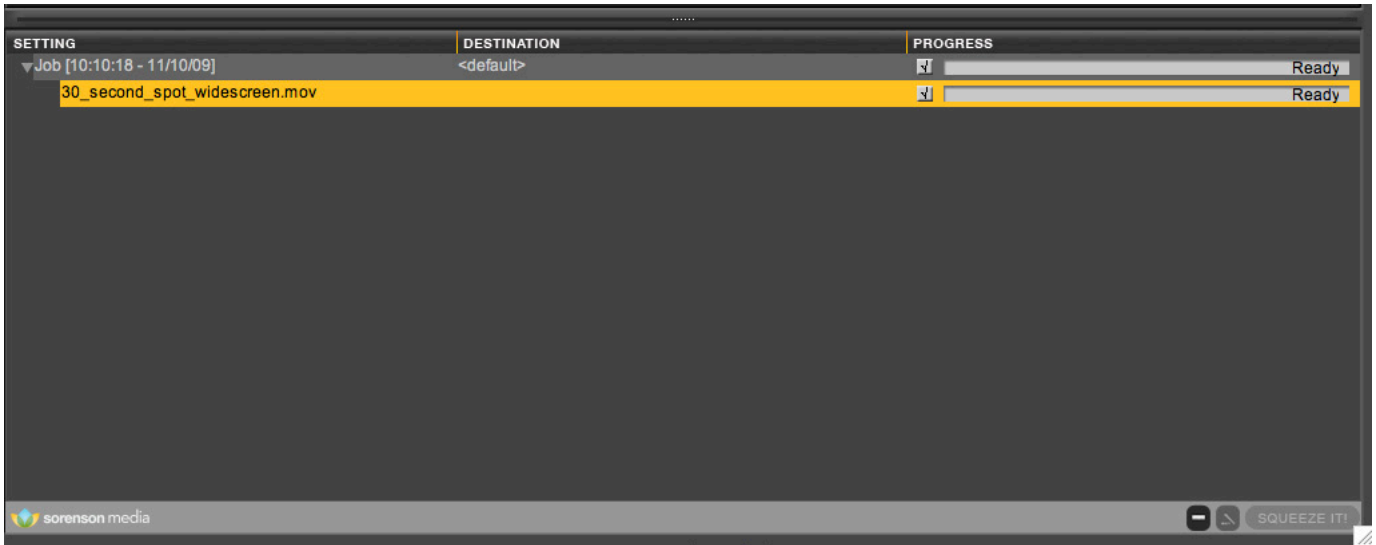 SETTING DESTINATION PROGRESS
Job [10:10:18 - 11/10/09] <default> Ready
30_second_spot_widescreen.mov Ready
sorenson media SQUEEZE IT!